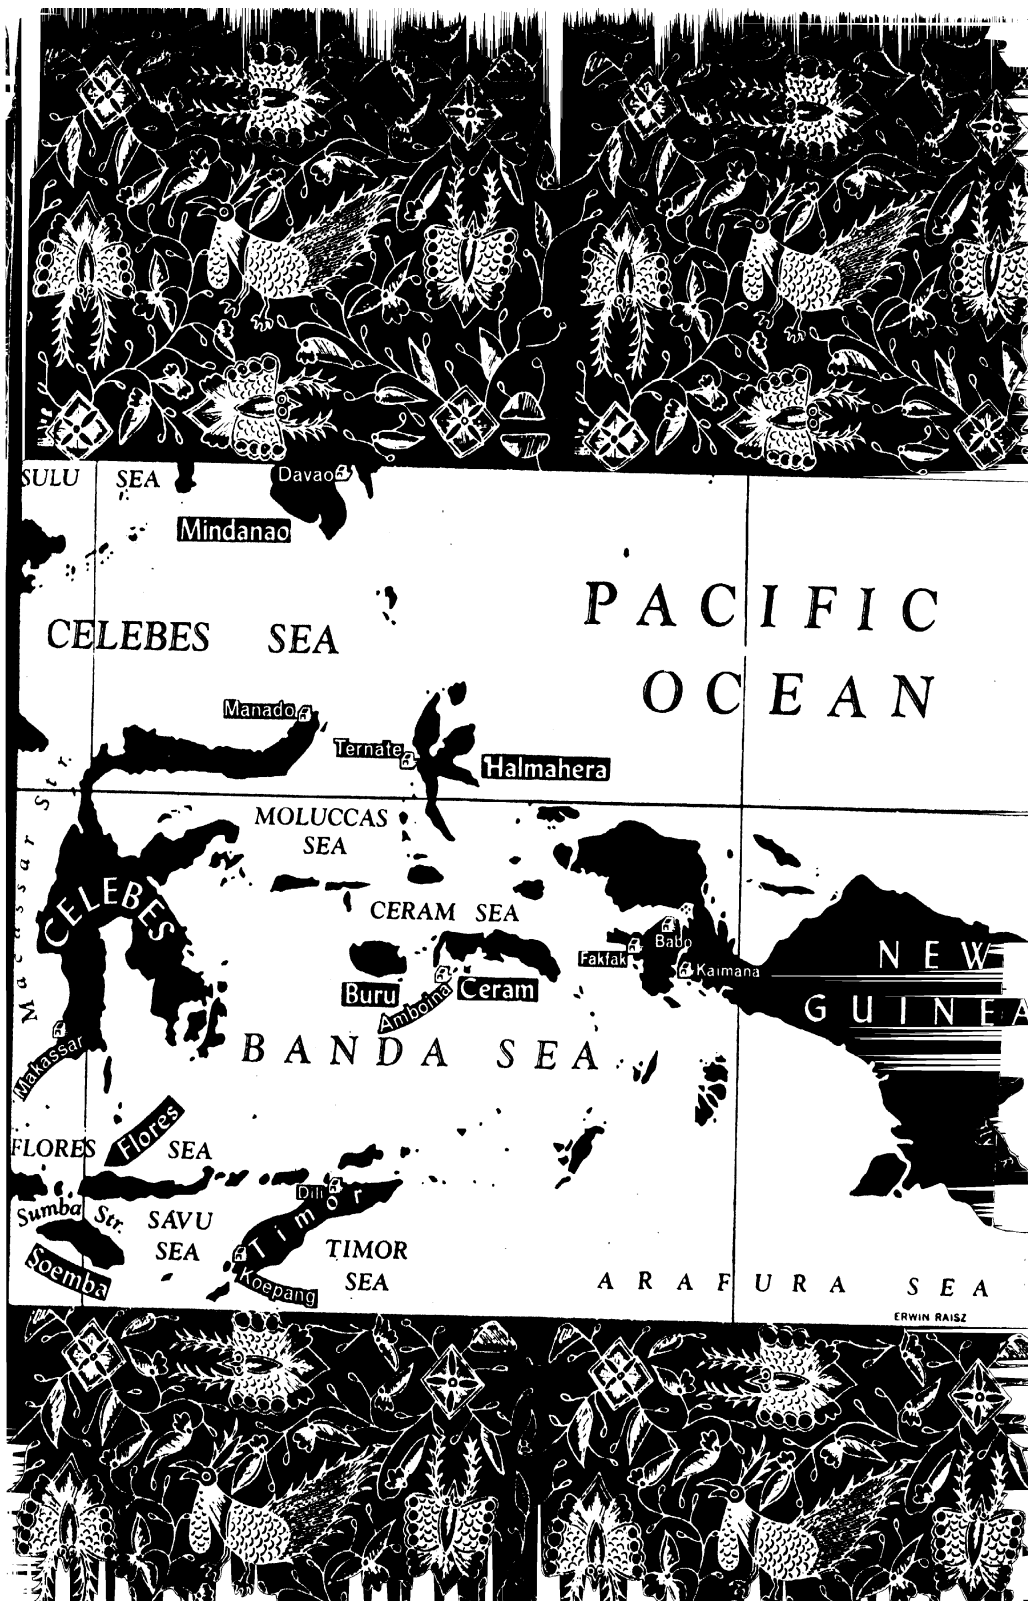 SULU SEA
Davao
Mindanao
PACIFIC
CELEBES SEA
OCEAN
Manado
Ternate
Halmahera
Macassar Str.
MOLUCCAS
SEA
CELEBES
CERAM SEA
Babo
Fakfak
Kaimana
NEW
GUINEA
Buru
Ceram
Amboina
Makassar
BANDA SEA
Flores
FLORES SEA
Dili
Timor
Sumba Str.
SAVU
SEA
TIMOR
SEA
Soemba
Koepang
ARAFURA SEA
ERWIN RAISZ